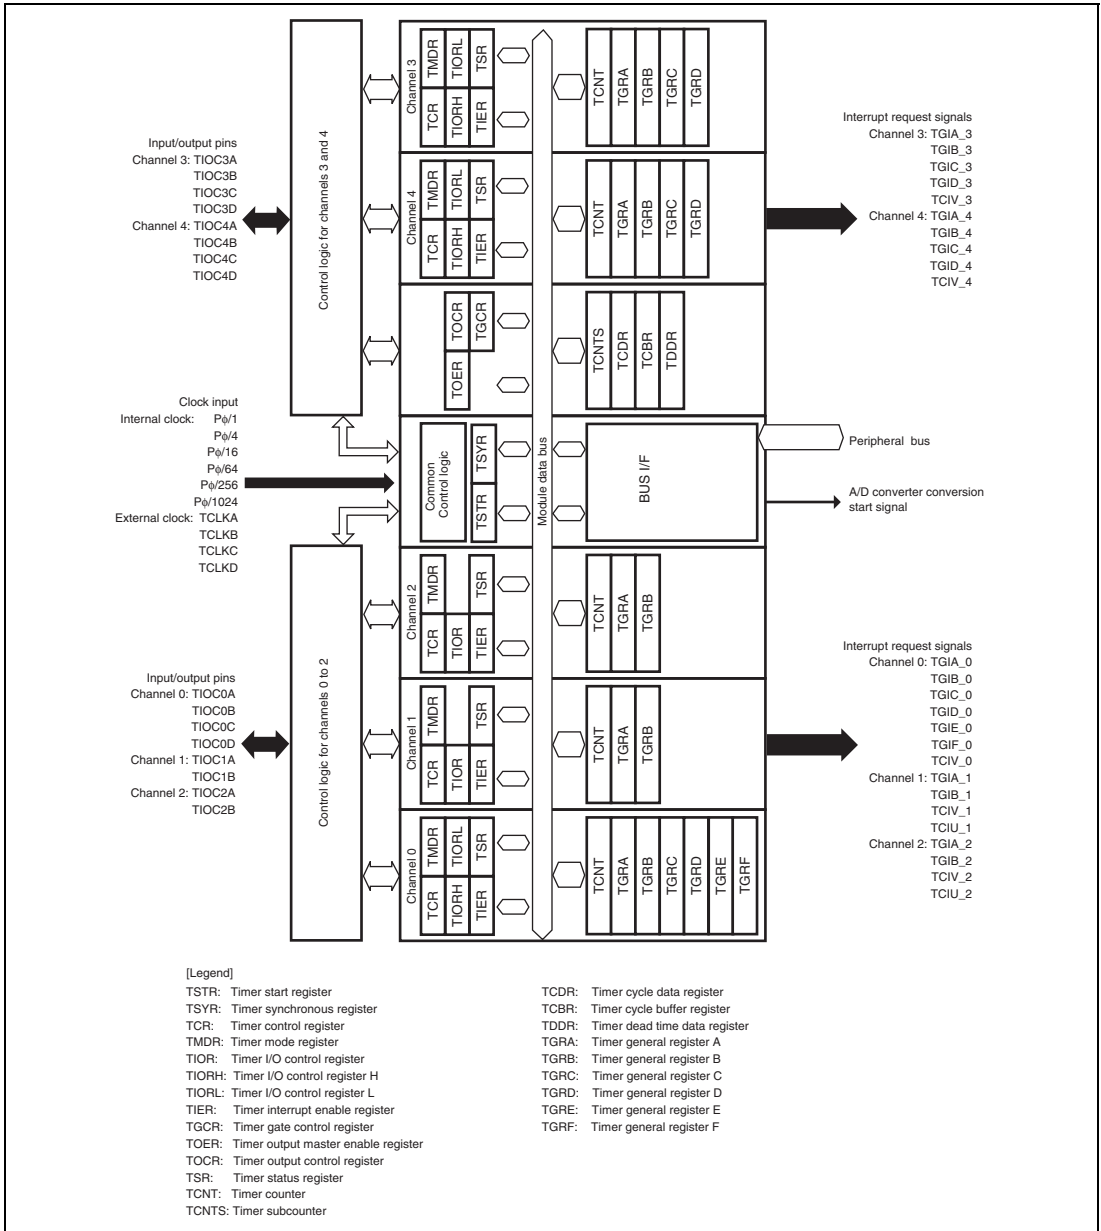 Input/output pins
Channel 3: TIOC3A
TIOC3B
TIOC3C
TIOC3D
Channel 4: TIOC4A
TIOC4B
TIOC4C
TIOC4D
Clock input
Internal clock: Pϕ/1
Pϕ/4
Pϕ/16
Pϕ/64
Pϕ/256
Pϕ/1024
External clock: TCLKA
TCLKB
TCLKC
TCLKD
Input/output pins
Channel 0: TIOC0A
TIOC0B
TIOC0C
TIOC0D
Channel 1: TIOC1A
TIOC1B
Channel 2: TIOC2A
TIOC2B
Control logic for channels 3 and 4
Control logic for channels 0 to 2
Channel 3
TCR
TMDR
TIORH
TIORL
TIER
TSR
TCNT
TGRA
TGRB
TGRC
TGRD
Channel 4
TCR
TMDR
TIORH
TIORL
TIER
TSR
TCNT
TGRA
TGRB
TGRC
TGRD
TOER
TOCR
TGCR
TCNTS
TCDR
TCBR
TDDR
Common
Control logic
TSTR
TSYR
Module data bus
BUS I/F
Channel 2
TCR
TMDR
TIOR
TIER
TSR
TCNT
TGRA
TGRB
Channel 1
TCR
TMDR
TIOR
TIER
TSR
TCNT
TGRA
TGRB
Channel 0
TCR
TMDR
TIORH
TIORL
TIER
TSR
TCNT
TGRA
TGRB
TGRC
TGRD
TGRE
TGRF
Interrupt request signals
Channel 3: TGIA_3
TGIB_3
TGIC_3
TGID_3
TCIV_3
Channel 4: TGIA_4
TGIB_4
TGIC_4
TGID_4
TCIV_4
Peripheral bus
A/D converter conversion
start signal
Interrupt request signals
Channel 0: TGIA_0
TGIB_0
TGIC_0
TGID_0
TGIE_0
TGIF_0
TCIV_0
Channel 1: TGIA_1
TGIB_1
TCIV_1
TCIU_1
Channel 2: TGIA_2
TGIB_2
TCIV_2
TCIU_2
[Legend]
TSTR: Timer start register
TSYR: Timer synchronous register
TCR: Timer control register
TMDR: Timer mode register
TIOR: Timer I/O control register
TIORH: Timer I/O control register H
TIORL: Timer I/O control register L
TIER: Timer interrupt enable register
TGCR: Timer gate control register
TOER: Timer output master enable register
TOCR: Timer output control register
TSR: Timer status register
TCNT: Timer counter
TCNTS: Timer subcounter
TCDR: Timer cycle data register
TCBR: Timer cycle buffer register
TDDR: Timer dead time data register
TGRA: Timer general register A
TGRB: Timer general register B
TGRC: Timer general register C
TGRD: Timer general register D
TGRE: Timer general register E
TGRF: Timer general register F